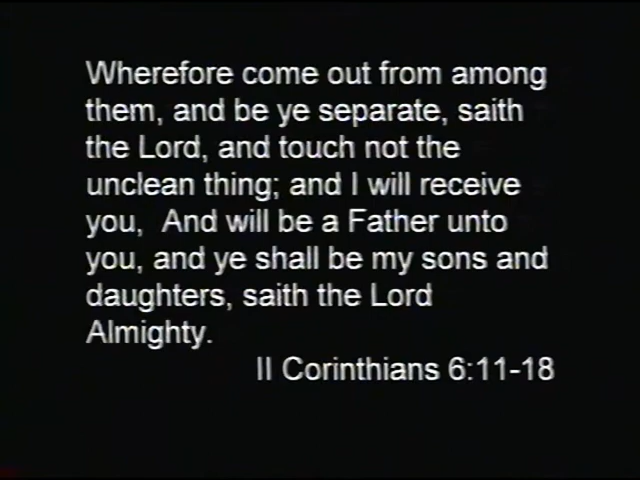 Wherefore come out from among
them, and be ye separate, saith
the Lord, and touch not the
unclean thing; and I will receive
you,  And will be a Father unto
you, and ye shall be my sons and
daughters, saith the Lord
Almighty.
II Corinthians 6:11-18